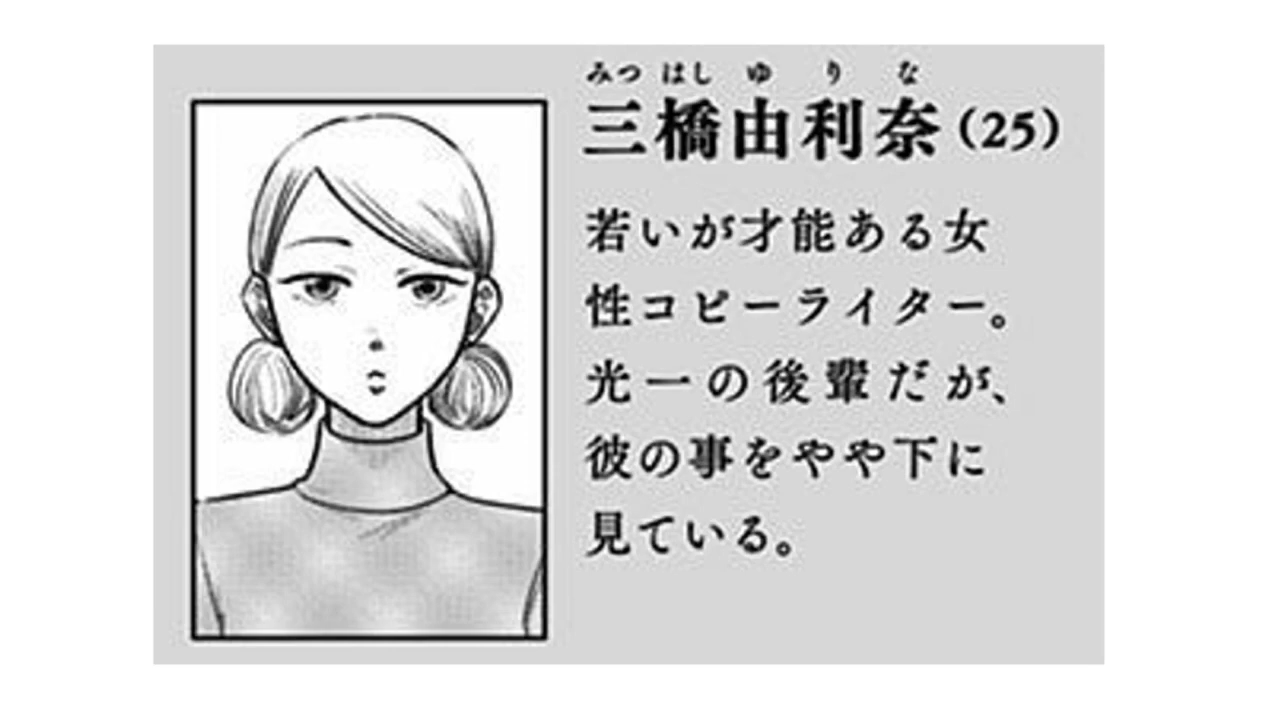 みつ はし ゆ り な
三橋由利奈(25)
若いが才能ある女
性コピーライター。
光一の後輩だが、
彼の事をやや下に
見ている。